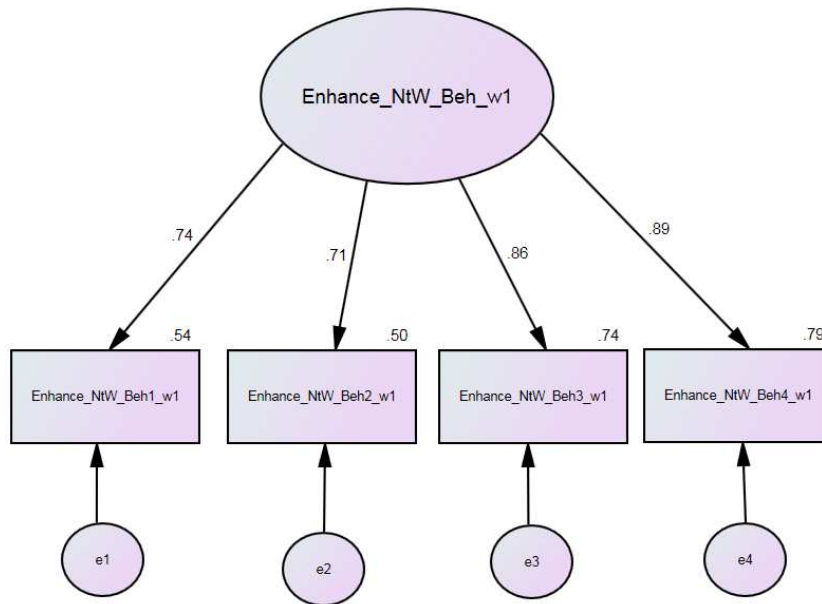 Enhance_NtW_Beh_w1
.74
.71
.86
.89
.54
.50
.74
.79
Enhance_NtW_Beh1_w1
Enhance_NtW_Beh2_w1
Enhance_NtW_Beh3_w1
Enhance_NtW_Beh4_w1
e1
e2
e3
e4